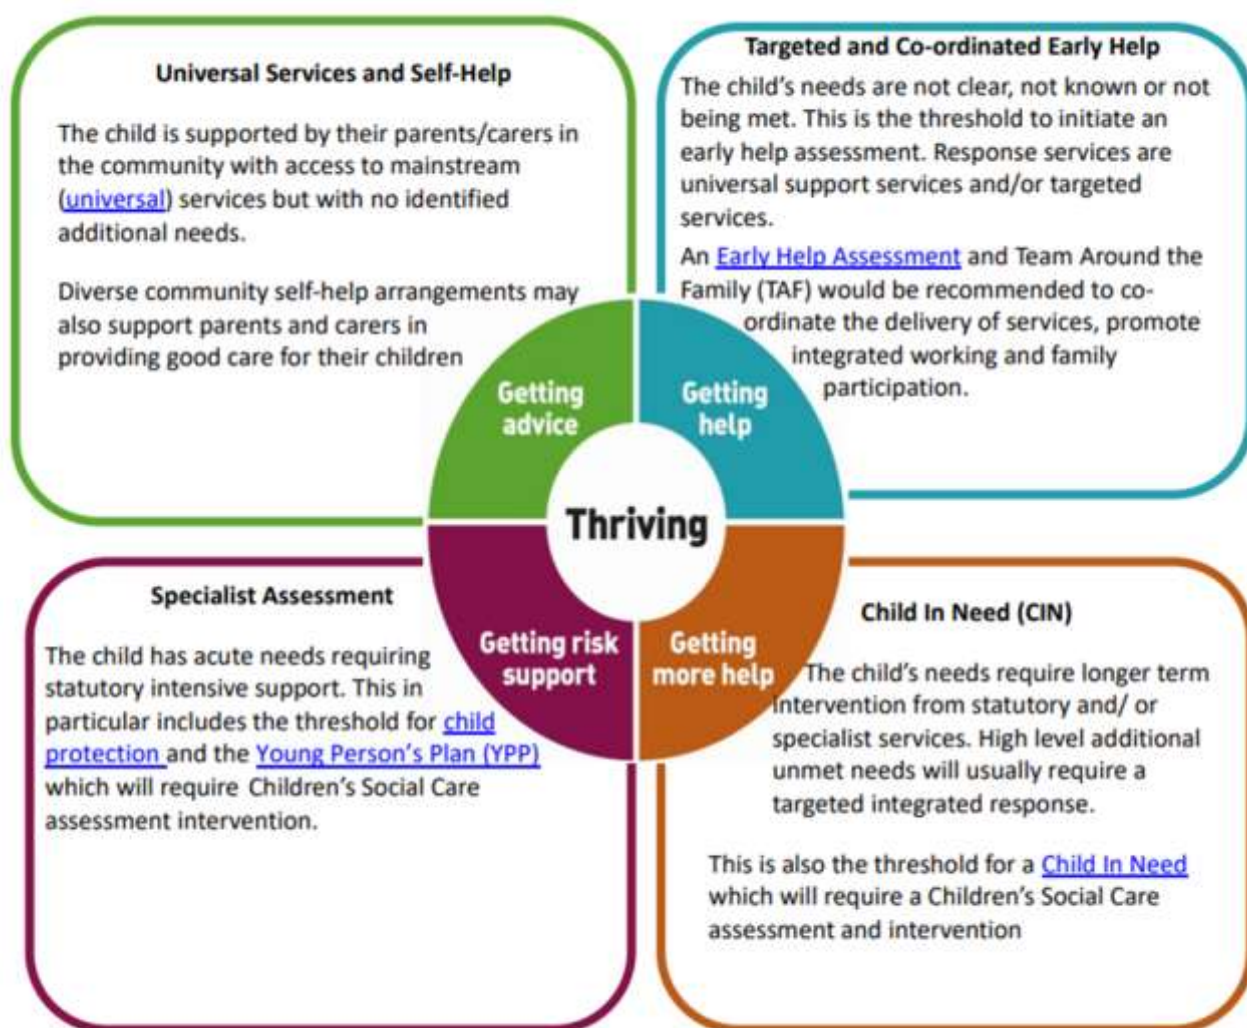 Universal Services and Self-Help
The child is supported by their parents/carers in
the community with access to mainstream
(universal) services but with no identified
additional needs.
Diverse community self-help arrangements may
also support parents and carers in
providing good care for their children
Targeted and Co-ordinated Early Help
The child's needs are not clear, not known or not
being met. This is the threshold to initiate an
early help assessment. Response services are
universal support services and/or targeted
services.
An Early Help Assessment and Team Around the
Family (TAF) would be recommended to co-
ordinate the delivery of services, promote
integrated working and family
participation.
Getting
advice
Getting
help
Thriving
Getting risk
support
Getting
more help
Specialist Assessment
The child has acute needs requiring
statutory intensive support. This in
particular includes the threshold for child
protection and the Young Person's Plan (YPP)
which will require Children's Social Care
assessment intervention.
Child In Need (CIN)
The child's needs require longer term
intervention from statutory and/ or
specialist services. High level additional
unmet needs will usually require a
targeted integrated response.
This is also the threshold for a Child In Need
which will require a Children's Social Care
assessment and intervention